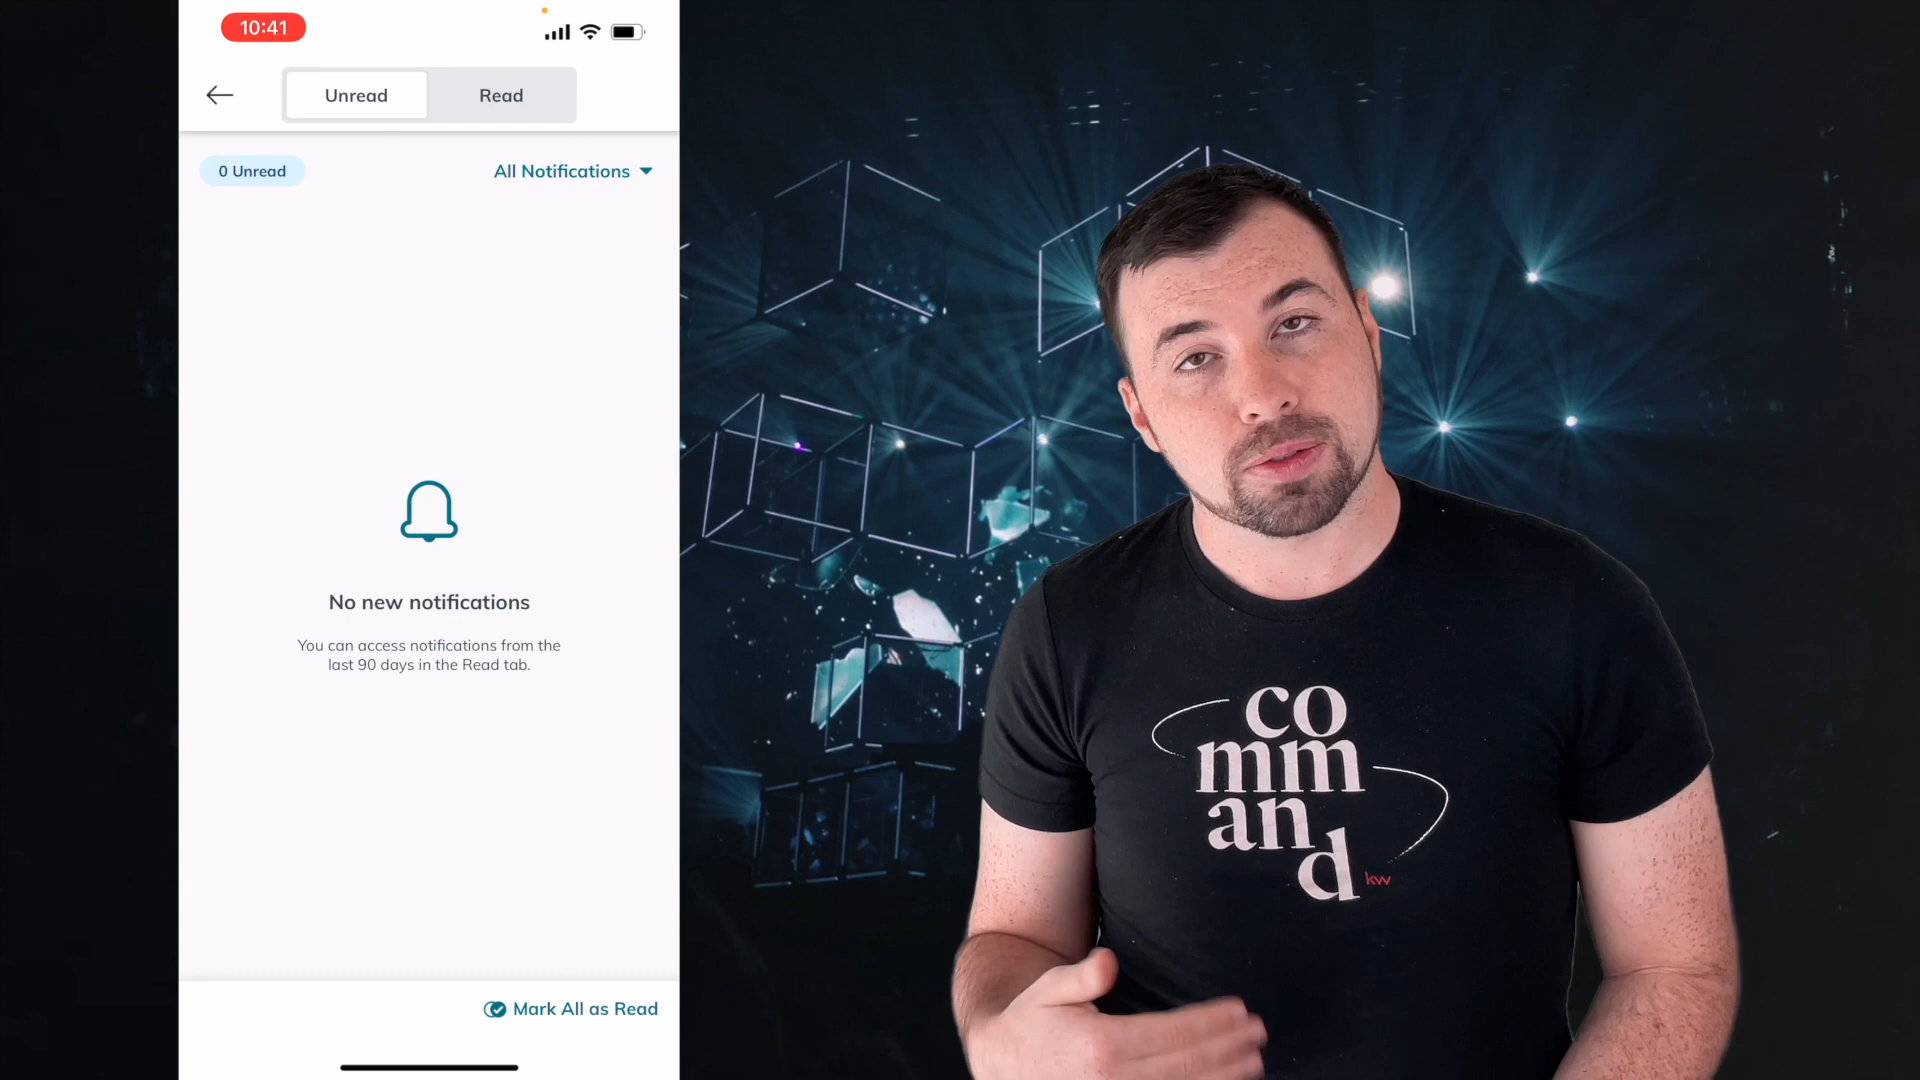 10:41
Unread
Read
0 Unread
All Notifications
No new notifications
You can access notifications from the
last 90 days in the Read tab.
Mark All as Read
co
mm
an
d
kw